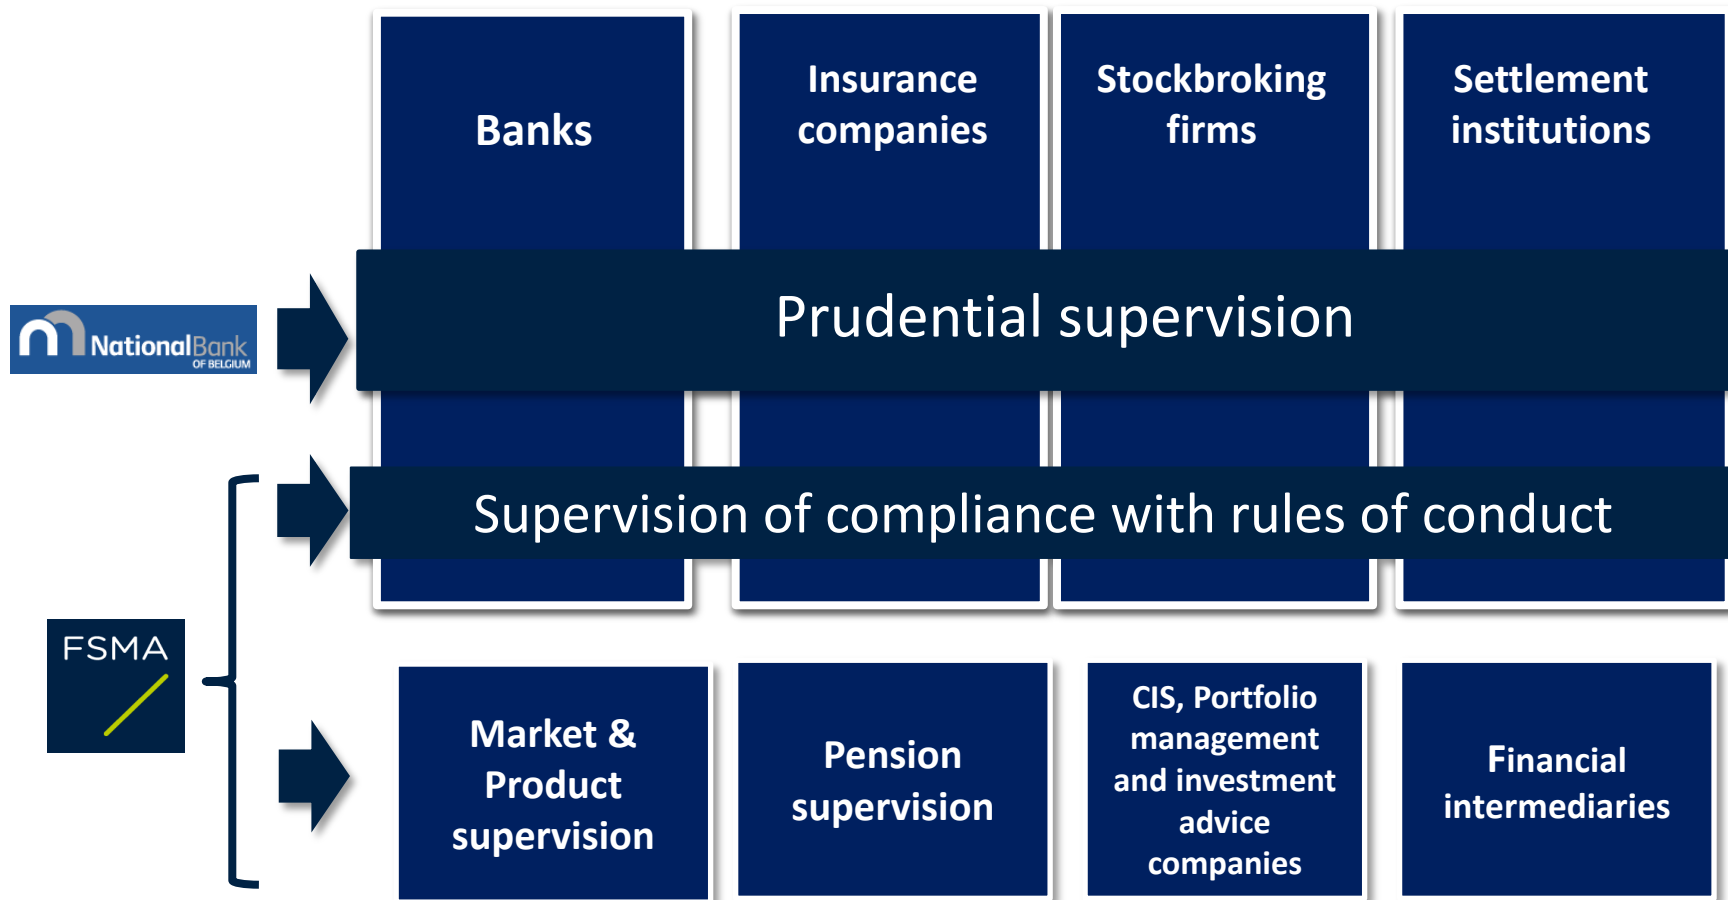 Banks
Insurance
companies
Stockbroking
firms
Settlement
institutions
Prudential supervision
NationalBank
OF BELGIUM
Supervision of compliance with rules of conduct
FSMA
Market &
Product
supervision
Pension
supervision
CIS, Portfolio
management
and investment
advice
companies
Financial
intermediaries